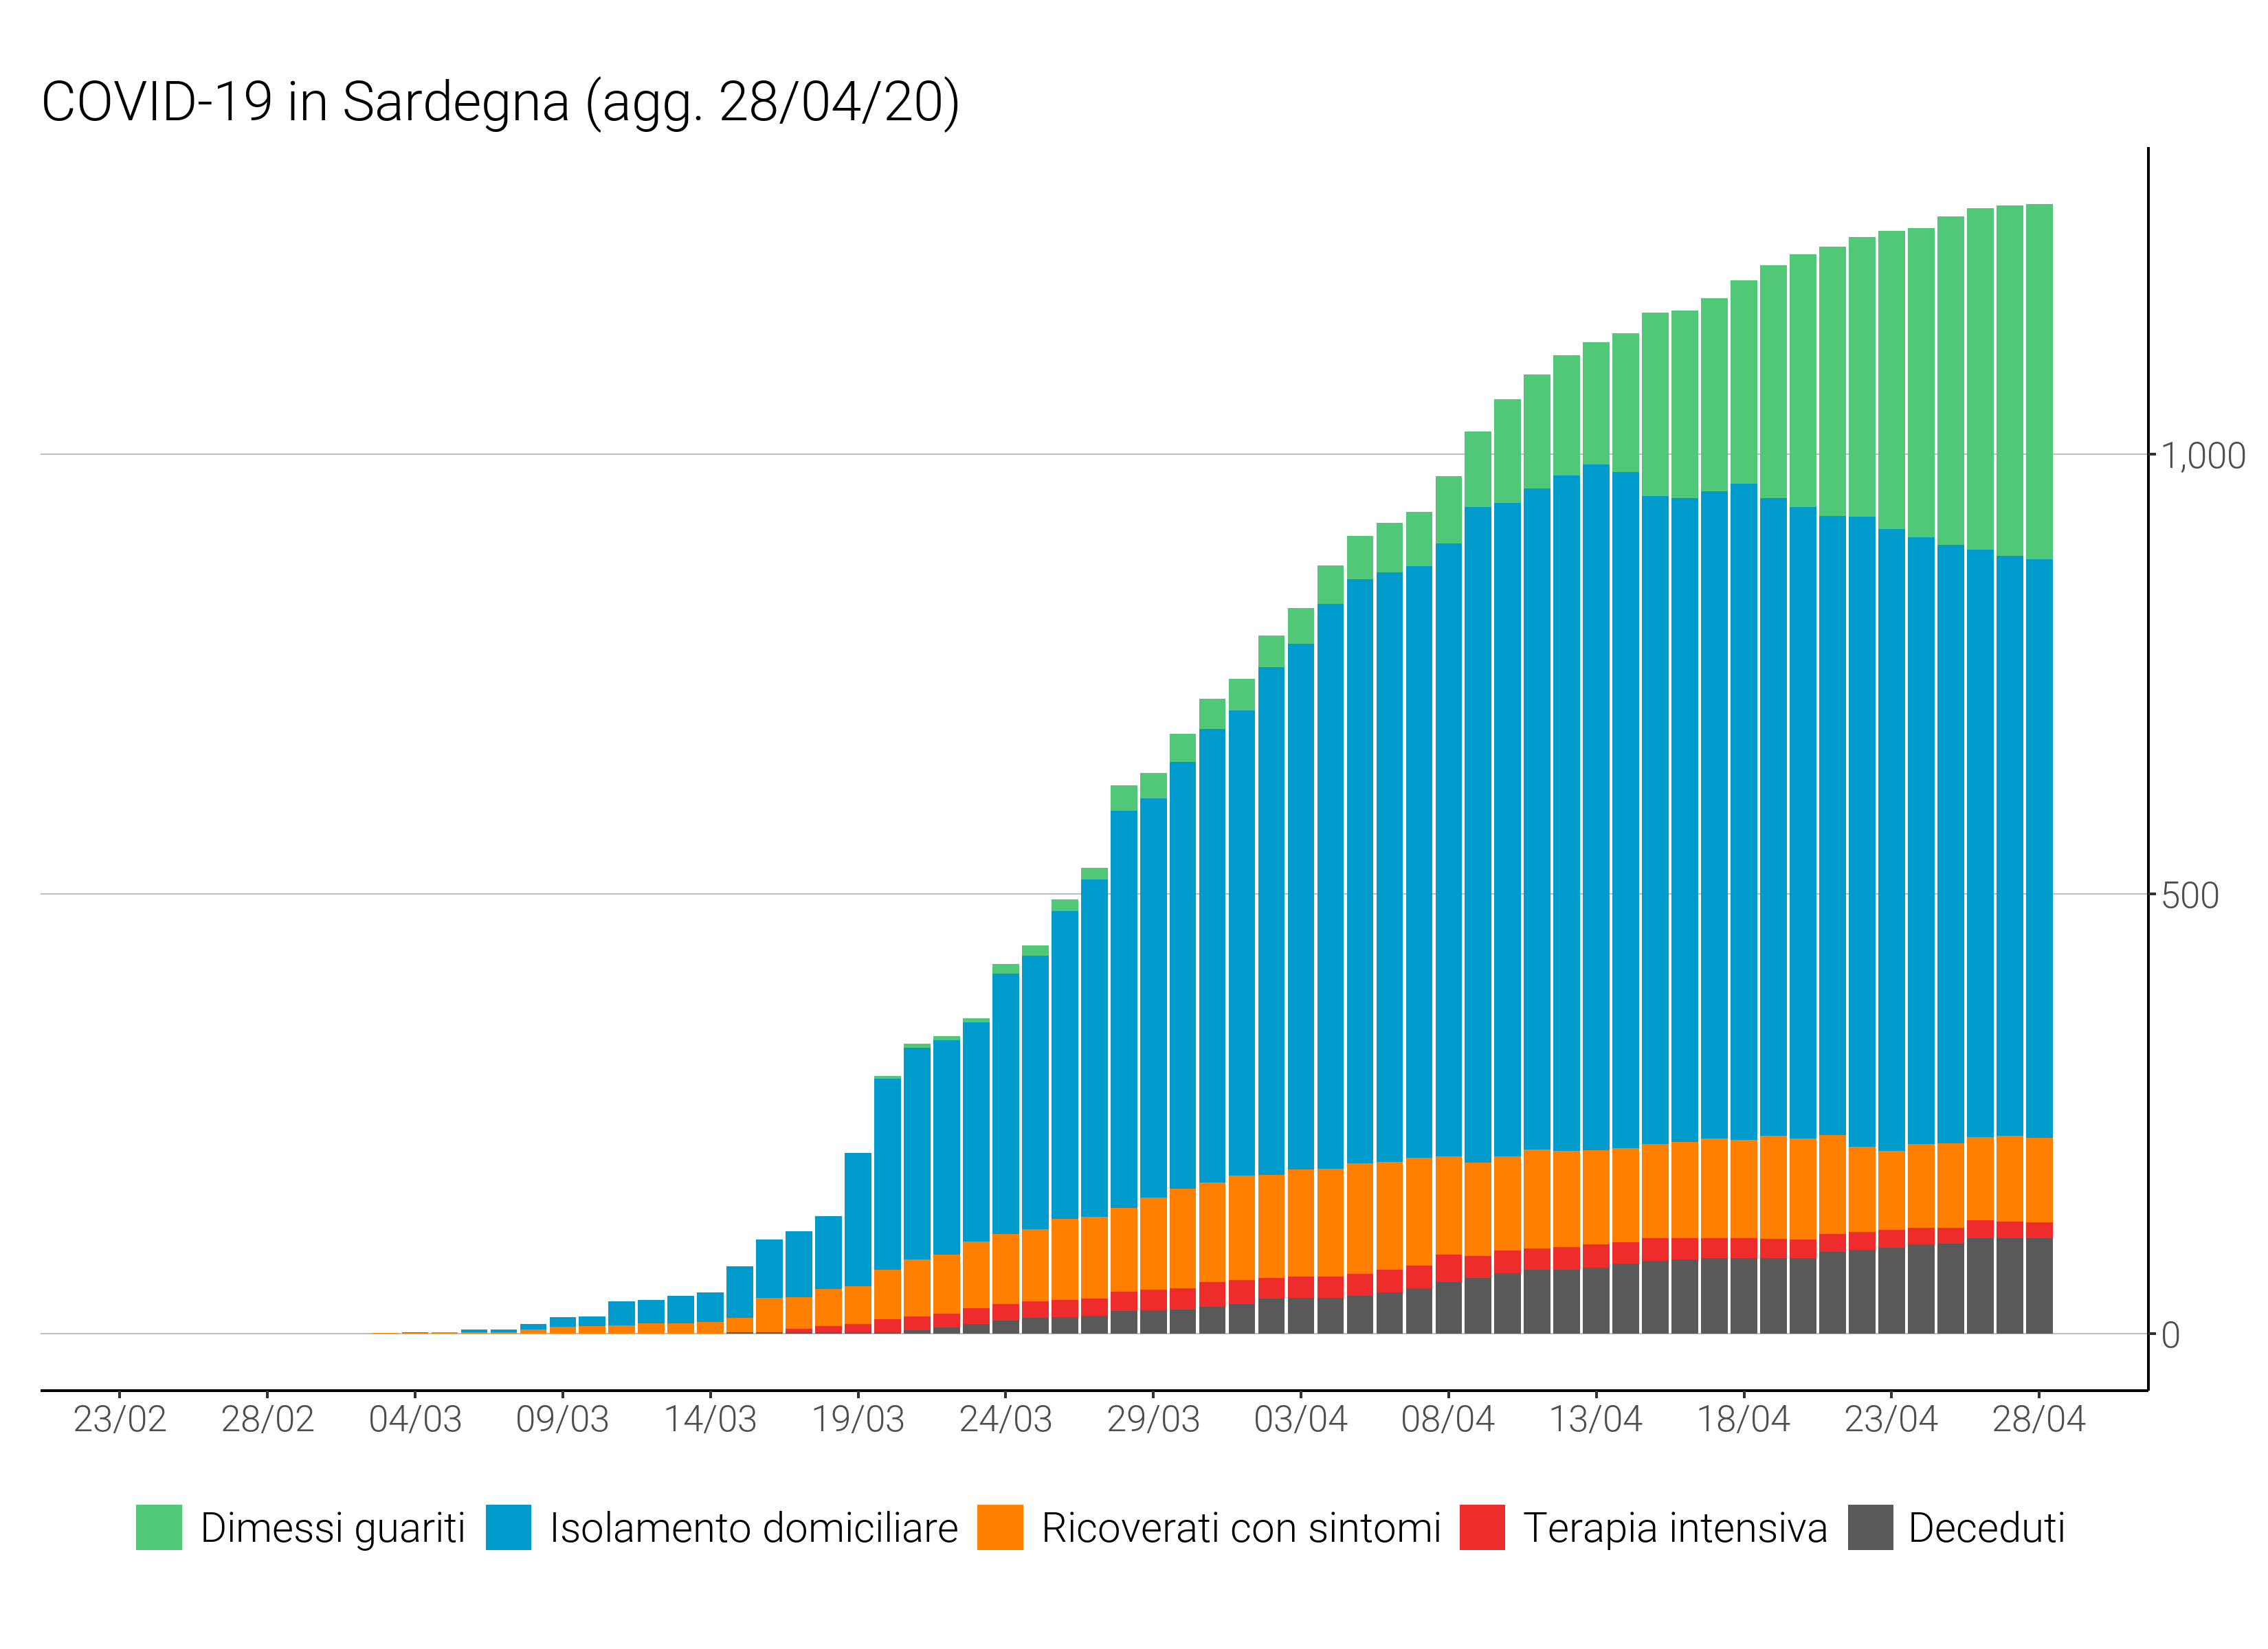 COVID-19 in Sardegna (agg. 28/04/20)
1,000
500
0
23/02 28/02 04/03 09/03 14/03 19/03 24/03 29/03 03/04 08/04 13/04 18/04 23/04 28/04
Dimessi guariti Isolamento domiciliare Ricoverati con sintomi Terapia intensiva Deceduti